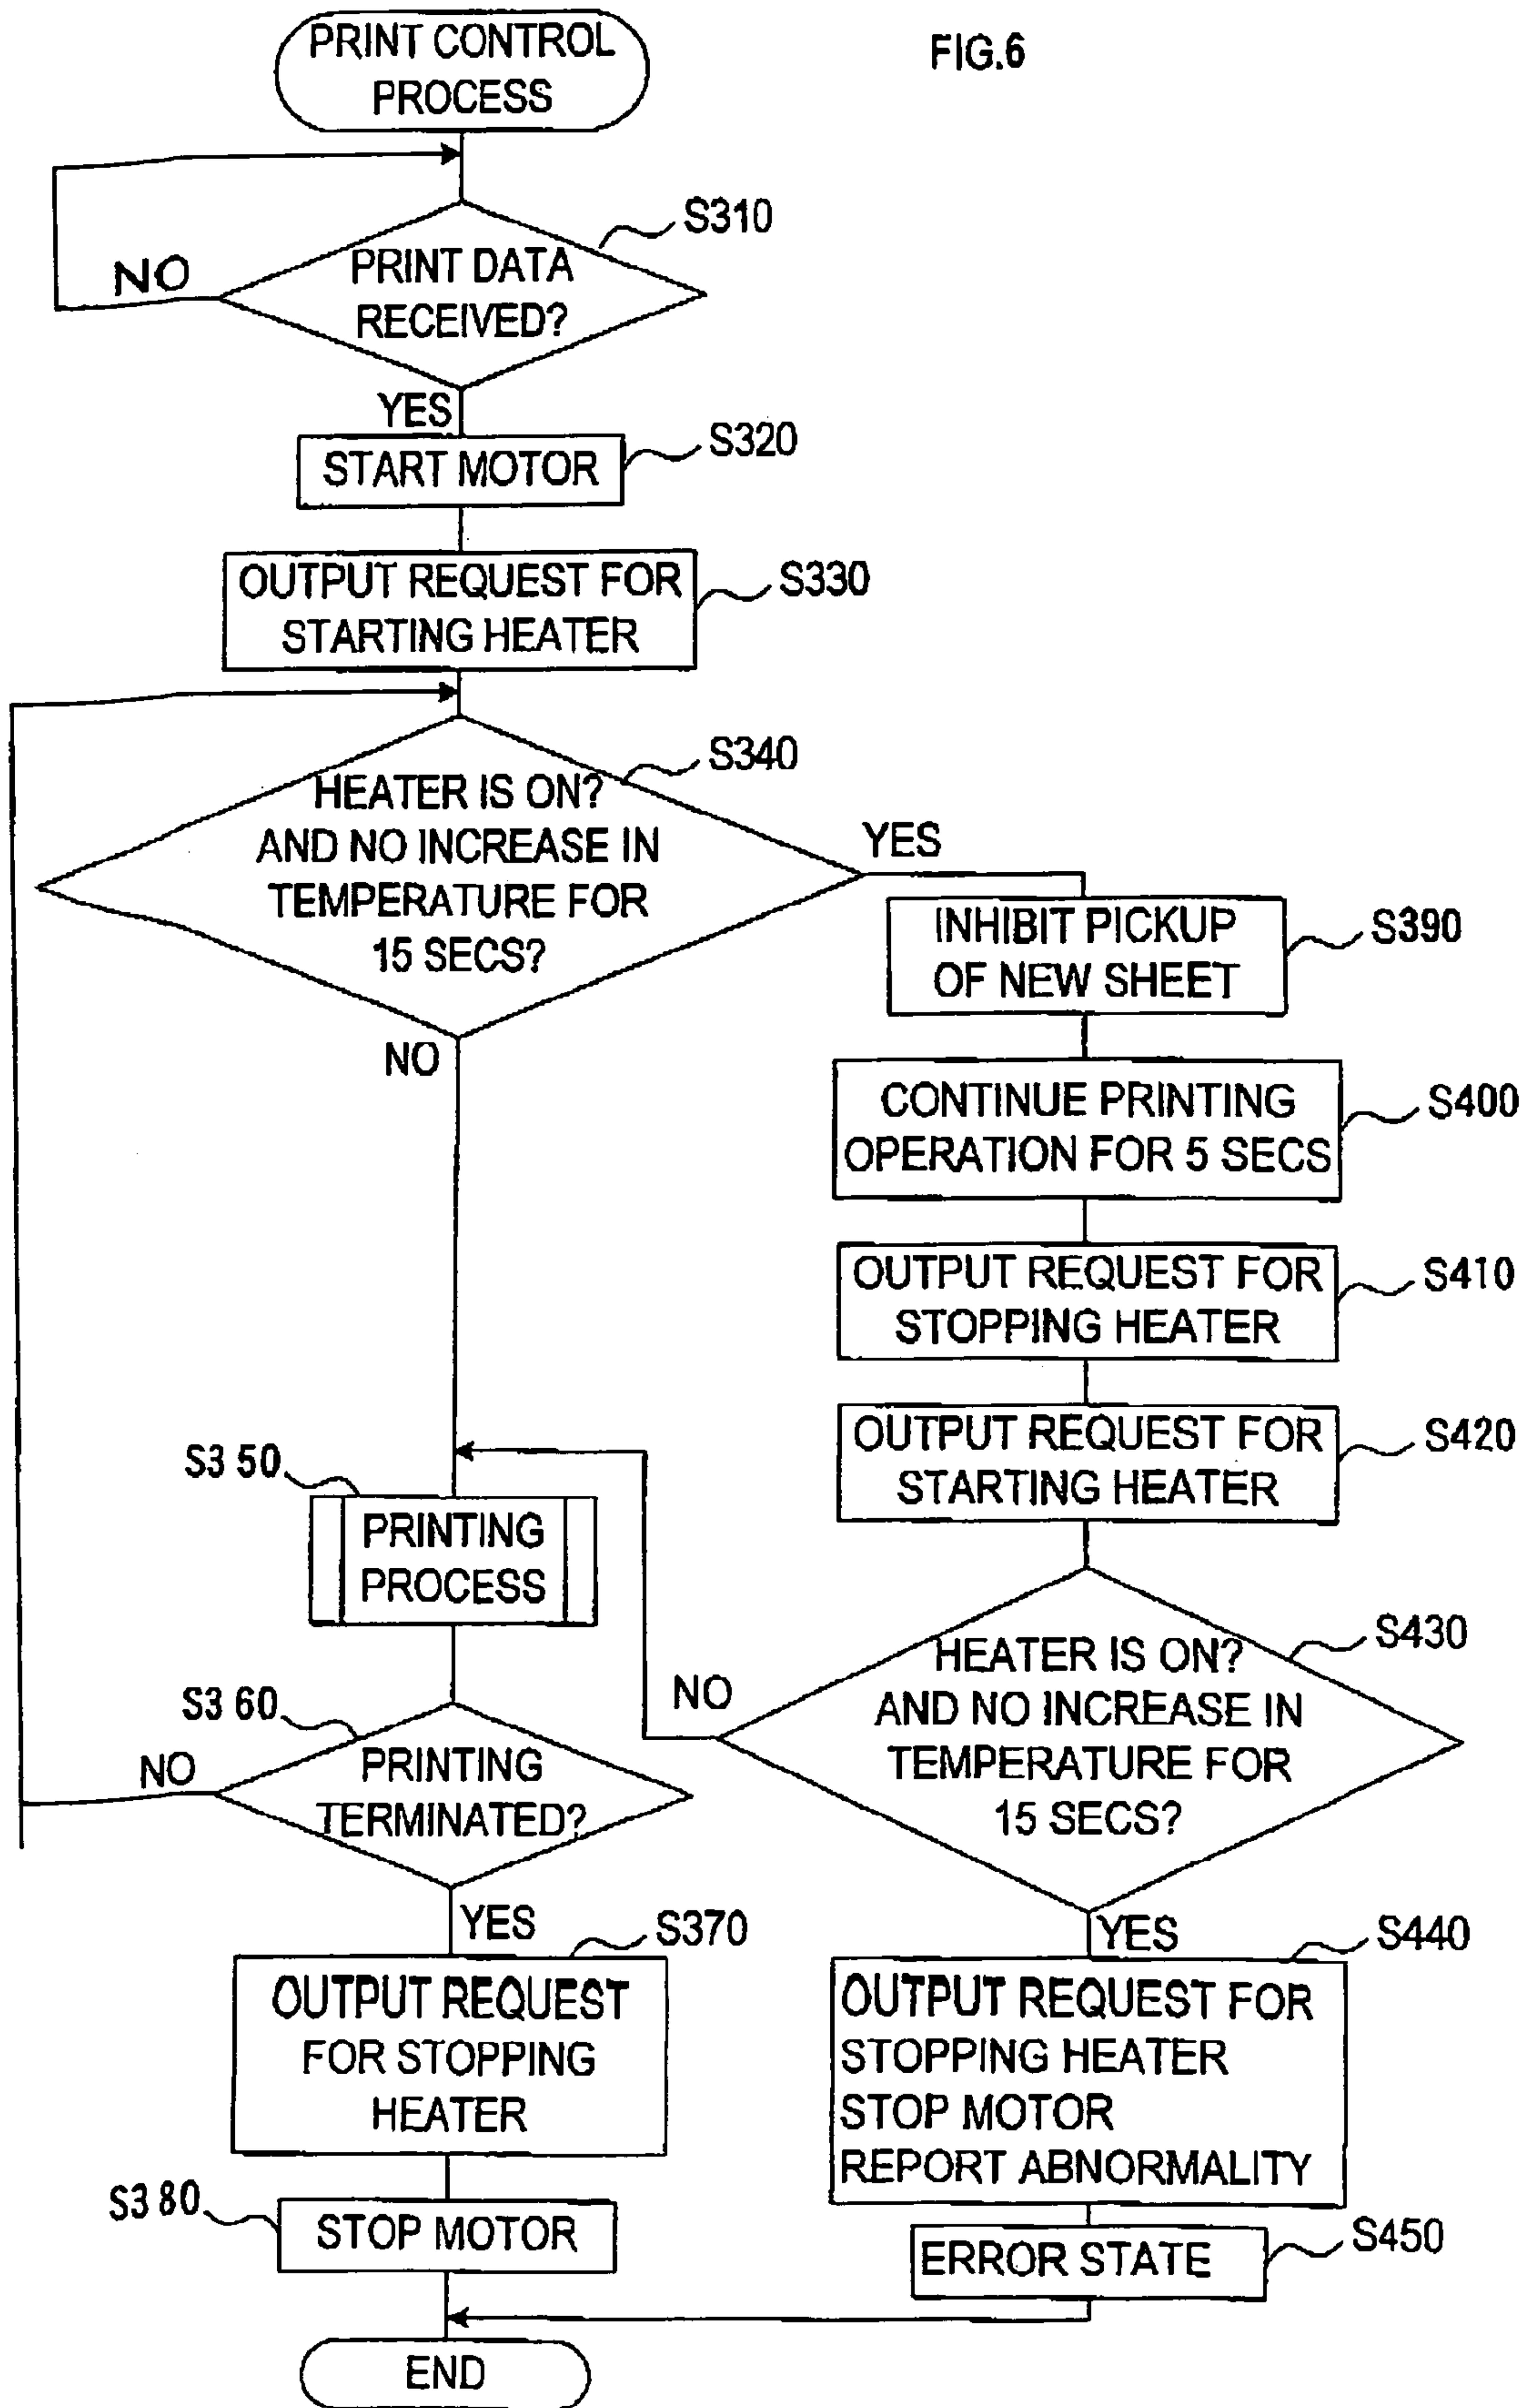 PRINT CONTROL
PROCESS
FIG.6
S310
PRINT DATA
RECEIVED?
NO
YES
S320
START MOTOR
S330
OUTPUT REQUEST FOR
STARTING HEATER
S340
HEATER IS ON?
AND NO INCREASE IN
TEMPERATURE FOR
15 SECS?
YES
NO
S390
INHIBIT PICKUP
OF NEW SHEET
S400
CONTINUE PRINTING
OPERATION FOR 5 SECS
S410
OUTPUT REQUEST FOR
STOPPING HEATER
S420
OUTPUT REQUEST FOR
STARTING HEATER
S3 50
PRINTING
PROCESS
S430
HEATER IS ON?
AND NO INCREASE IN
TEMPERATURE FOR
15 SECS?
NO
YES
S3 60
PRINTING
TERMINATED?
NO
YES
S370
OUTPUT REQUEST
FOR STOPPING
HEATER
S440
OUTPUT REQUEST FOR
STOPPING HEATER
STOP MOTOR
REPORT ABNORMALITY
S3 80
STOP MOTOR
S450
ERROR STATE
END